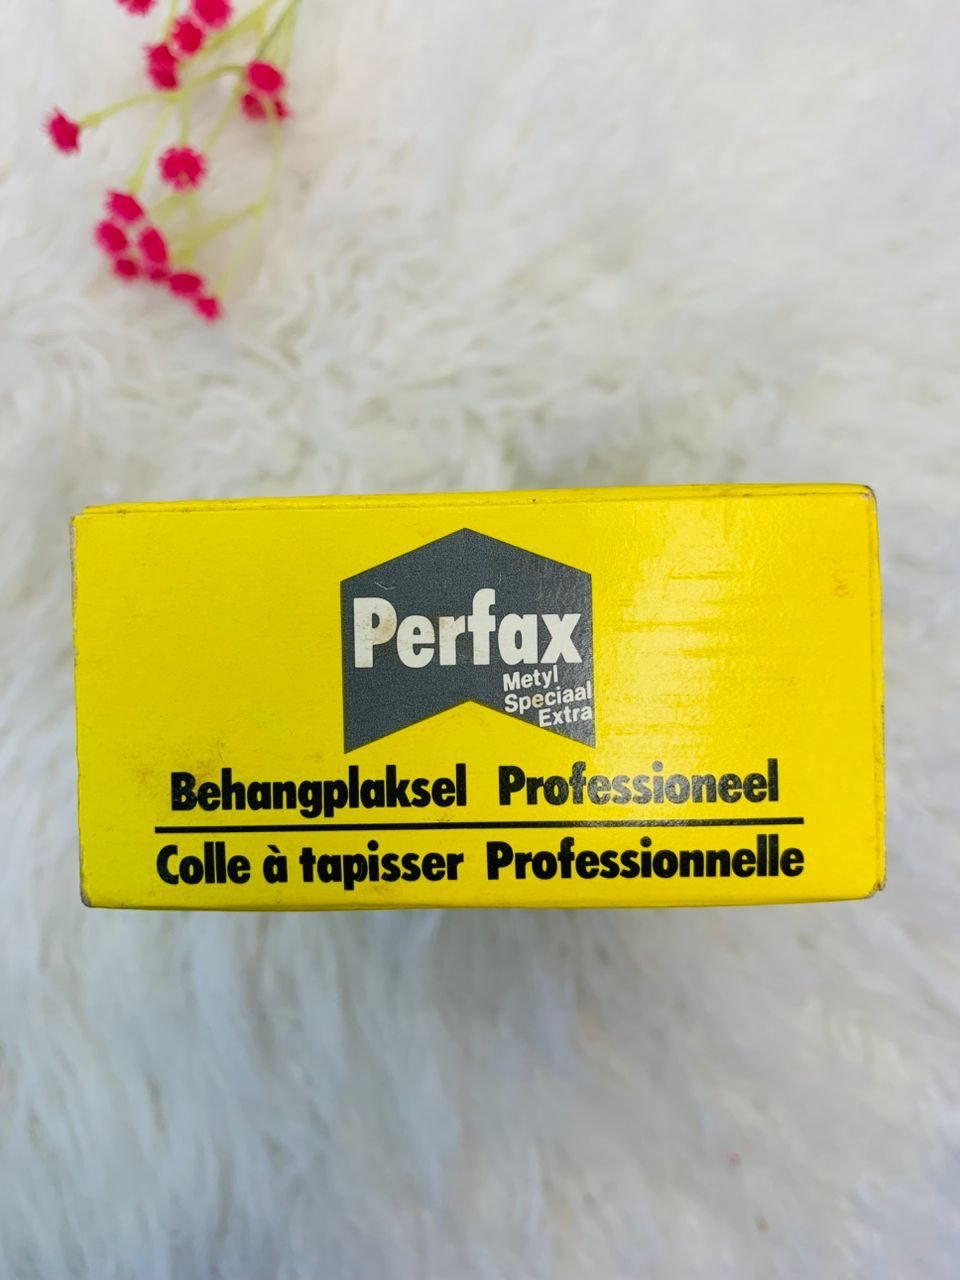 Perfax
Metyl
Speciaal
Extra
Behangplaksel Professioneel
Colle à tapisser Professionnelle